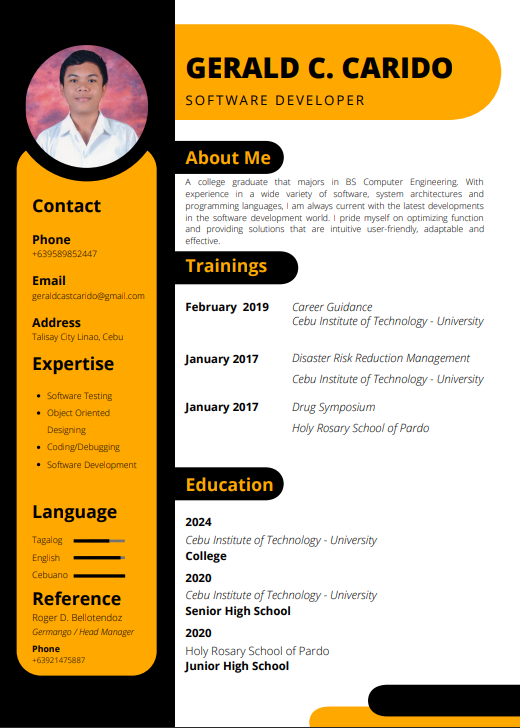 GERALD C. CARIDO
SOFTWARE DEVELOPER
About Me
A college graduate that majors in BS Computer Engineering. With
experience in a wide variety of software, system architectures and
programming languages, I am always current with the latest developments
in the software development world. I pride myself on optimizing function
and providing solutions that are intuitive user-friendly, adaptable and
effective.
Trainings
February 2019 Career Guidance
Cebu Institute of Technology - University
January 2017 Disaster Risk Reduction Management
Cebu Institute of Technology - University
January 2017 Drug Symposium
Holy Rosary School of Pardo
Education
2024
Cebu Institute of Technology - University
College
2020
Cebu Institute of Technology - University
Senior High School
2020
Holy Rosary School of Pardo
Junior High School
Contact
Phone
+639589852447
Email
geraldcastcarido@gmail.com
Address
Talisay City Linao, Cebu
Expertise
Software Testing
Object Oriented
Designing
Coding/Debugging
Software Development
Language
Tagalog
English
Cebuano
Reference
Roger D. Bellotendoz
Germango / Head Manager
Phone
+63921475887